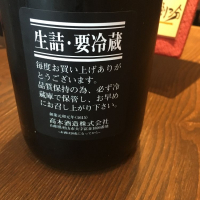 生詰・要冷蔵
毎度お買い上げあり が
とうございます。
品質保持の為、必ず冷
蔵庫で保管し、お早め
にお召し上がり下さい。
高木酒造株式会社